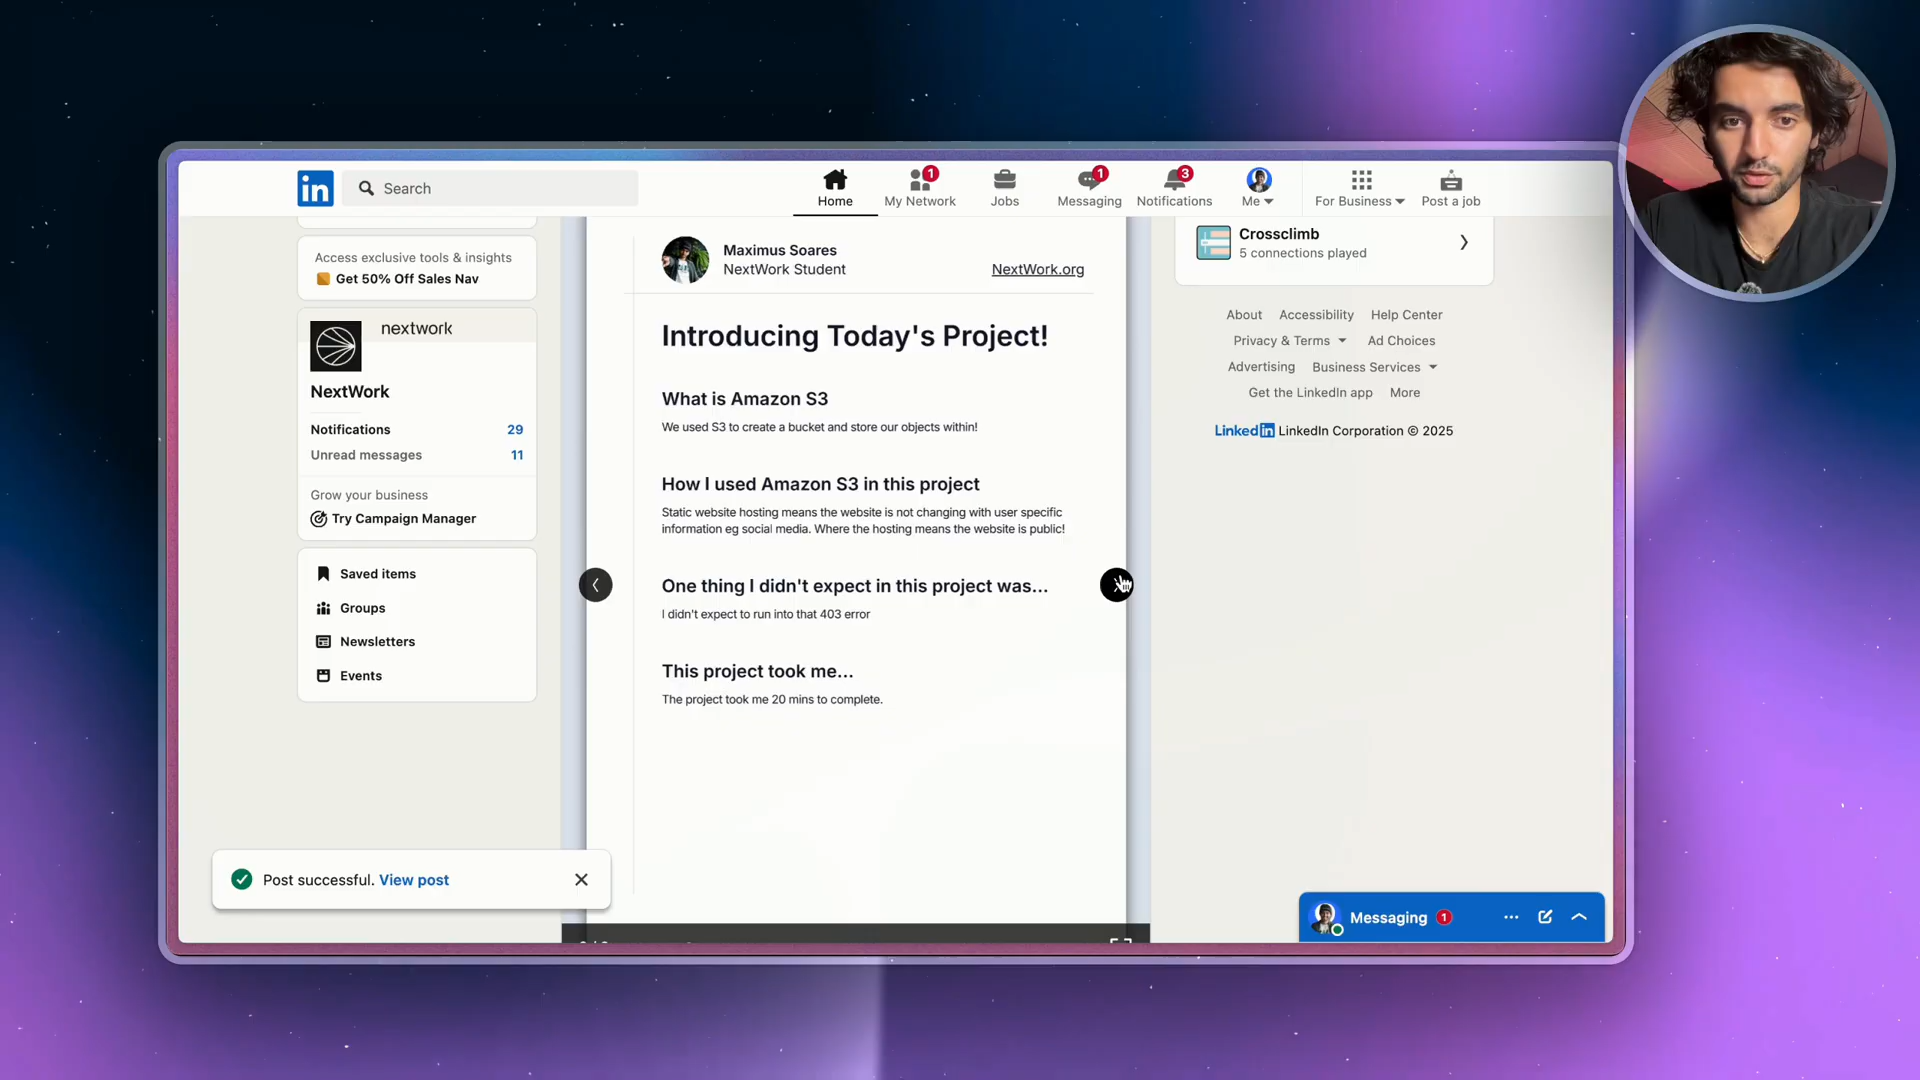 in
Search
Home
1
My Network
Jobs
1
Messaging
3
Notifications
Me
For Business
Post a job
Access exclusive tools & insights
Get 50% Off Sales Nav
nextwork
NextWork
Notifications 29
Unread messages 11
Grow your business
Try Campaign Manager
Saved items
Groups
Newsletters
Events
Maximus Soares
NextWork Student
NextWork.org
Introducing Today's Project!
What is Amazon S3
We used S3 to create a bucket and store our objects within!
How I used Amazon S3 in this project
Static website hosting means the website is not changing with user specific
information eg social media. Where the hosting means the website is public!
One thing I didn't expect in this project was...
I didn't expect to run into that 403 error
This project took me...
The project took me 20 mins to complete.
Crossclimb
5 connections played
About Accessibility Help Center
Privacy & Terms Ad Choices
Advertising Business Services
Get the LinkedIn app More
LinkedIn LinkedIn Corporation © 2025
Post successful. View post
Messaging 1